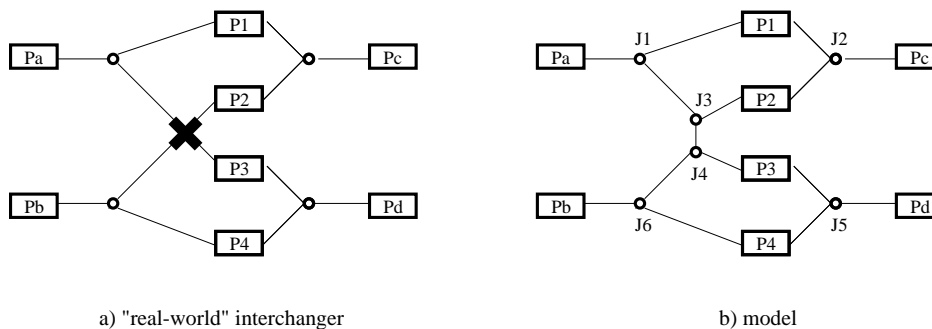 P1
Pa
Pc
P2
P3
Pb
Pd
P4
a) "real-world" interchanger
P1
J1
J2
Pa
Pc
J3
P2
J4
P3
Pb
Pd
J6
J5
P4
b) model